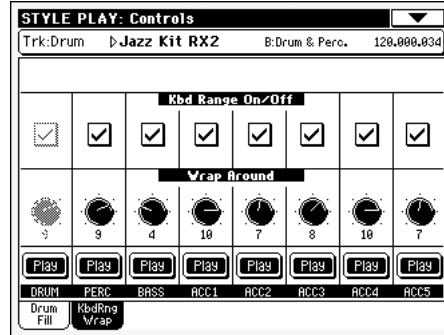 STYLE PLAY: Controls
Trk:Drum ▷Jazz Kit RX2 B:Drum & Perc. 120.000.034
Kbd Range On/Off
Wrap Around
9 9 4 10 7 8 10 7
Play Play Play Play Play Play Play Play
DRUM PERC BASS ACC1 ACC2 ACC3 ACC4 ACC5
Drum Fill KbdRng Wrap